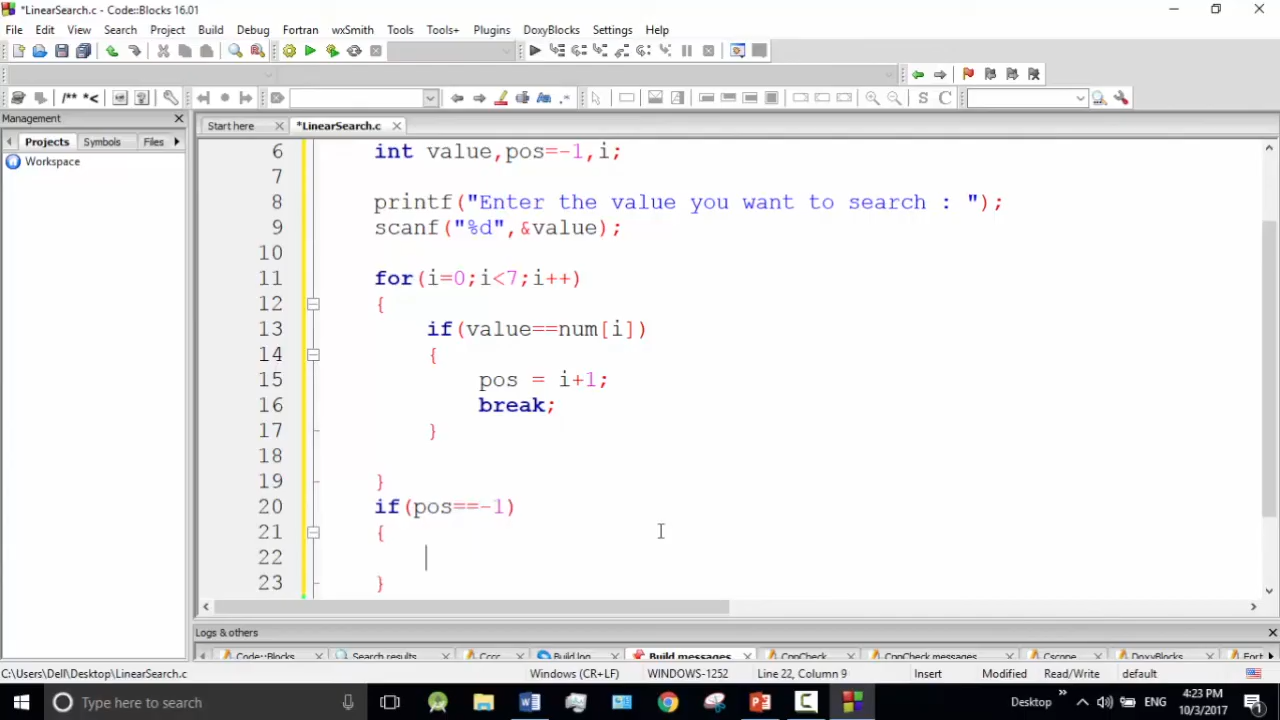 *LinearSearch.c - Code::Blocks 16.01
File Edit View Search Project Build Debug Fortran wxSmith Tools Tools+ Plugins DoxyBlocks Settings Help
/** *<
S C
Management
Start here *LinearSearch.c
Projects Symbols Files
Workspace
6 int value,pos=-1,i;
7
8 printf("Enter the value you want to search : ");
9 scanf("%d",&value);
10
11 for(i=0;i<7;i++)
12 {
13 if(value==num[i])
14 {
15 pos = i+1;
16 break;
17 }
18
19 }
20 if(pos==-1)
21 {
22
23 }
Logs & others
Code::Blocks Search results Cccc Build log Build messages CppCheck CppCheck messages Cscope DoxyBlocks Fort
C:\Users\Dell\Desktop\LinearSearch.c Windows (CR+LF) WINDOWS-1252 Line 22, Column 9 Insert Modified Read/Write default
Type here to search Desktop ENG 4:23 PM
10/3/2017